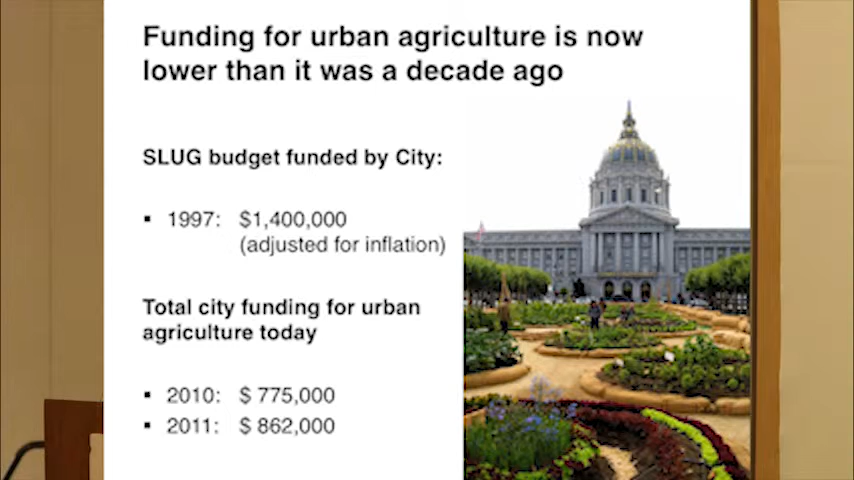 Funding for urban agriculture is now
lower than it was a decade ago
SLUG budget funded by City:
▪ 1997: $1,400,000
(adjusted for inflation)
Total city funding for urban
agriculture today
▪ 2010: $ 775,000
▪ 2011: $ 862,000